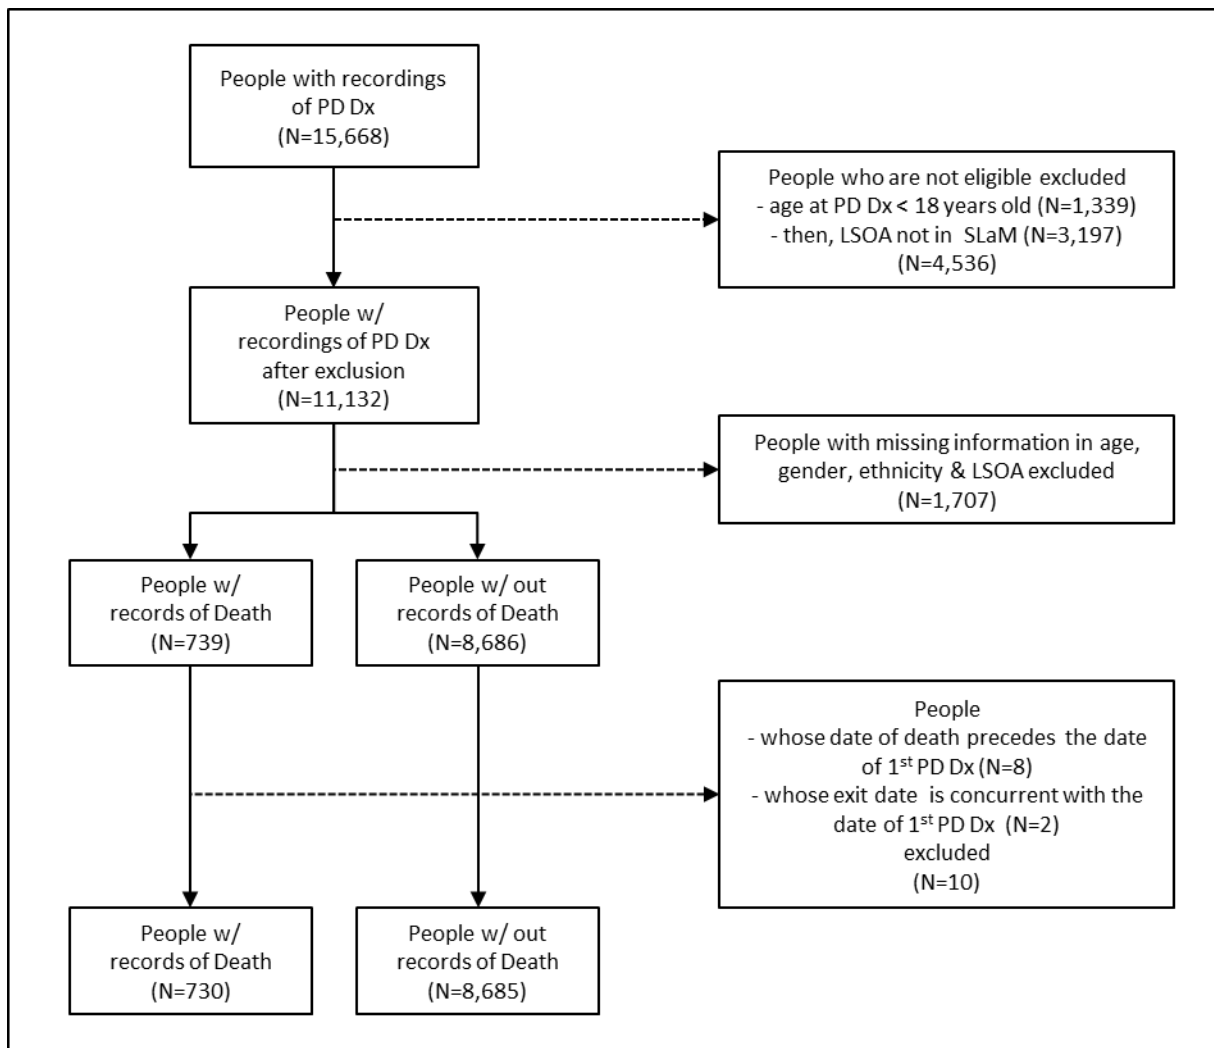 People with recordings
of PD Dx
(N=15,668)
People who are not eligible excluded
- age at PD Dx < 18 years old (N=1,339)
- then, LSOA not in SLaM (N=3,197)
(N=4,536)
People w/
recordings of PD Dx
after exclusion
(N=11,132)
People with missing information in age,
gender, ethnicity & LSOA excluded
(N=1,707)
People w/
records of Death
(N=739)
People w/ out
records of Death
(N=8,686)
People
- whose date of death precedes the date
of 1st PD Dx (N=8)
- whose exit date is concurrent with the
date of 1st PD Dx (N=2)
excluded
(N=10)
People w/
records of Death
(N=730)
People w/ out
records of Death
(N=8,685)